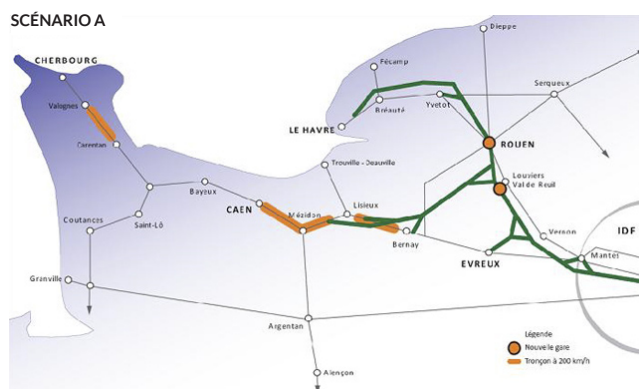 SCÉNARIO A
Dieppe
CHERBOURG
Fécamp
Valognes
Serqueux
Bréauté
Yvetot
LE HAVRE
Carentan
ROUEN
Trouville - Deauville
Louviers
Val de Reuil
Bayeux
CAEN
Lisieux
Mézidon
Coutances
Saint-Lô
Bernay
Vernon
IDF
EVREUX
Mantes
Granville
Argentan
Légende
Nouvelle gare
Tronçon à 200 km/h
Alençon